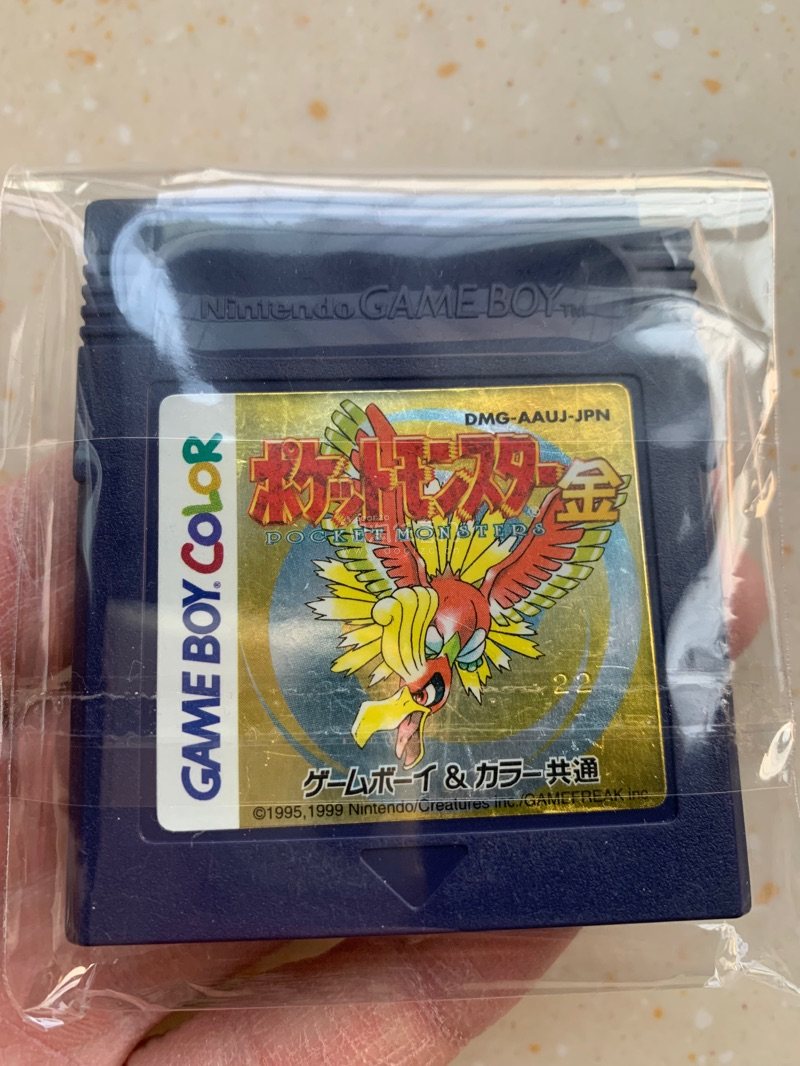 Nintendo GAME BOY™
DMG-AAUJ-JPN
ポケットモンスター金
POCKET MONSTERS
GAME BOY® COLOR
22
ゲームボーイ & カラー共通
©1995,1999 Nintendo/Creatures inc./GAMEFREAK inc.